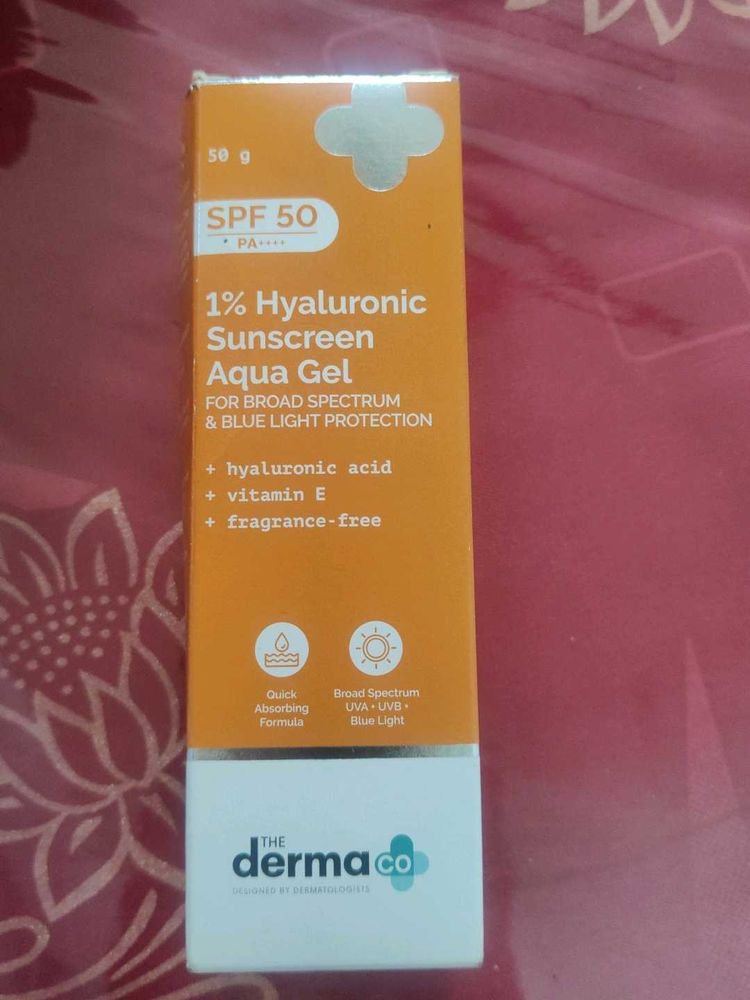 50 g
SPF 50
PA++++
1% Hyaluronic
Sunscreen
Aqua Gel
FOR BROAD SPECTRUM
& BLUE LIGHT PROTECTION
+ hyaluronic acid
+ vitamin E
+ fragrance-free
Quick
Absorbing
Formula
Broad Spectrum
UVA + UVB +
Blue Light
THE
derma co
DESIGNED BY DERMATOLOGISTS